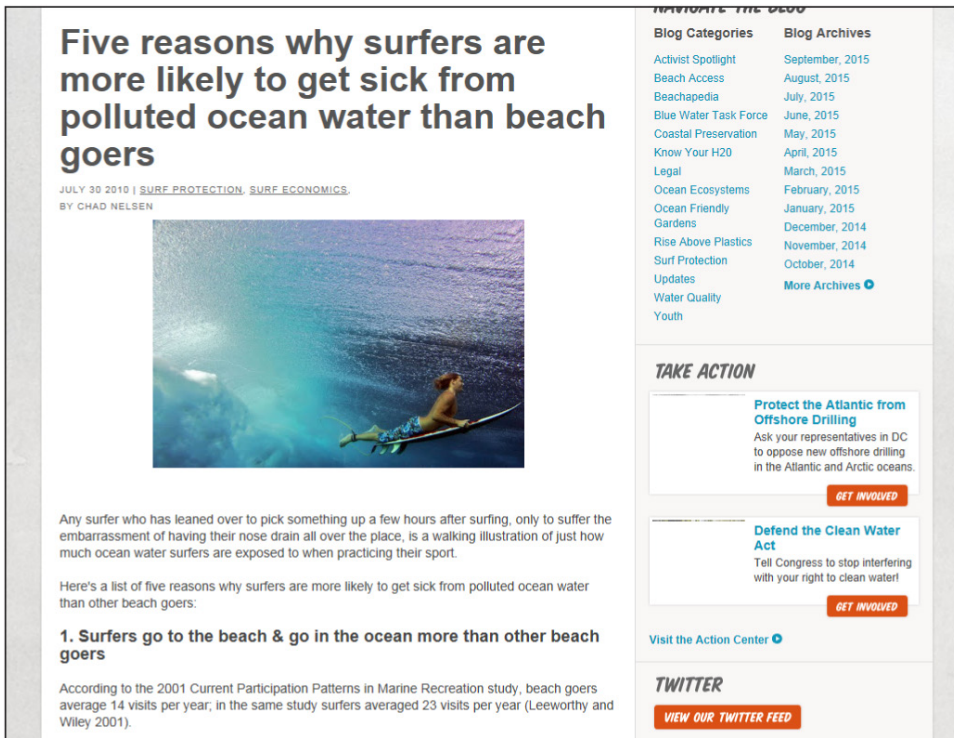 Five reasons why surfers are
more likely to get sick from
polluted ocean water than beach
goers
JULY 30 2010 | SURF PROTECTION, SURF ECONOMICS,
BY CHAD NELSEN
Any surfer who has leaned over to pick something up a few hours after surfing, only to suffer the
embarrassment of having their nose drain all over the place, is a walking illustration of just how
much ocean water surfers are exposed to when practicing their sport.
Here's a list of five reasons why surfers are more likely to get sick from polluted ocean water
than other beach goers:
1. Surfers go to the beach & go in the ocean more than other beach
goers
According to the 2001 Current Participation Patterns in Marine Recreation study, beach goers
average 14 visits per year; in the same study surfers averaged 23 visits per year (Leeworthy and
Wiley 2001).
NAVIGATE THE BLOG
Blog Categories
Activist Spotlight
Beach Access
Beachapedia
Blue Water Task Force
Coastal Preservation
Know Your H20
Legal
Ocean Ecosystems
Ocean Friendly
Gardens
Rise Above Plastics
Surf Protection
Updates
Water Quality
Youth
Blog Archives
September, 2015
August, 2015
July, 2015
June, 2015
May, 2015
April, 2015
March, 2015
February, 2015
January, 2015
December, 2014
November, 2014
October, 2014
More Archives
TAKE ACTION
Protect the Atlantic from
Offshore Drilling
Ask your representatives in DC
to oppose new offshore drilling
in the Atlantic and Arctic oceans.
GET INVOLVED
Defend the Clean Water
Act
Tell Congress to stop interfering
with your right to clean water!
GET INVOLVED
Visit the Action Center
TWITTER
VIEW OUR TWITTER FEED